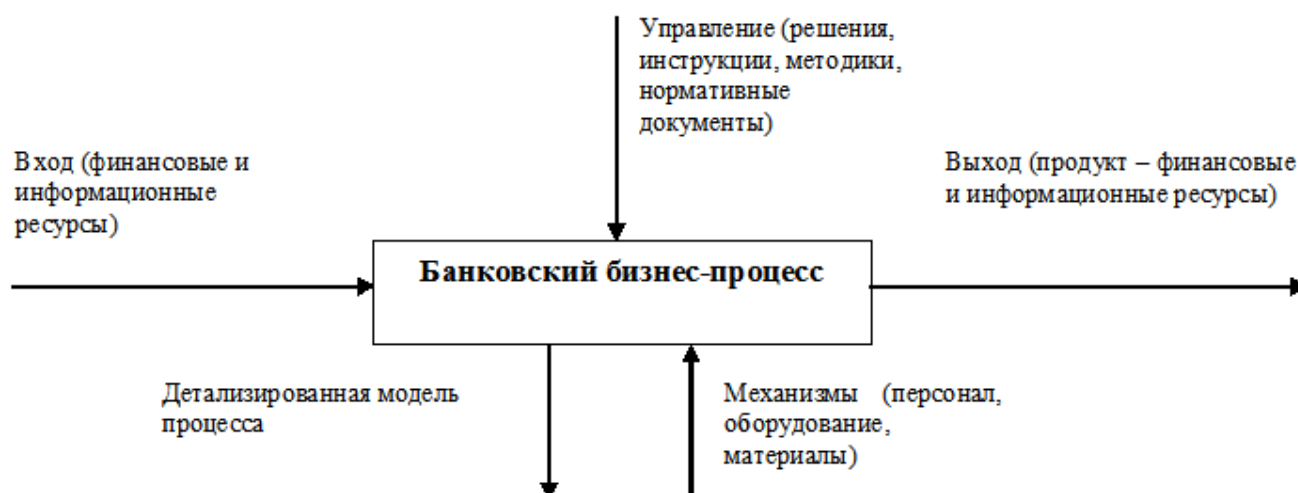 Управление (решения,
инструкции, методики,
нормативные
документы)
Вход (финансовые и
информационные
ресурсы)
Выход (продукт – финансовые
и информационные ресурсы)
Банковский бизнес-процесс
Детализированная модель
процесса
Механизмы (персонал,
оборудование,
материалы)